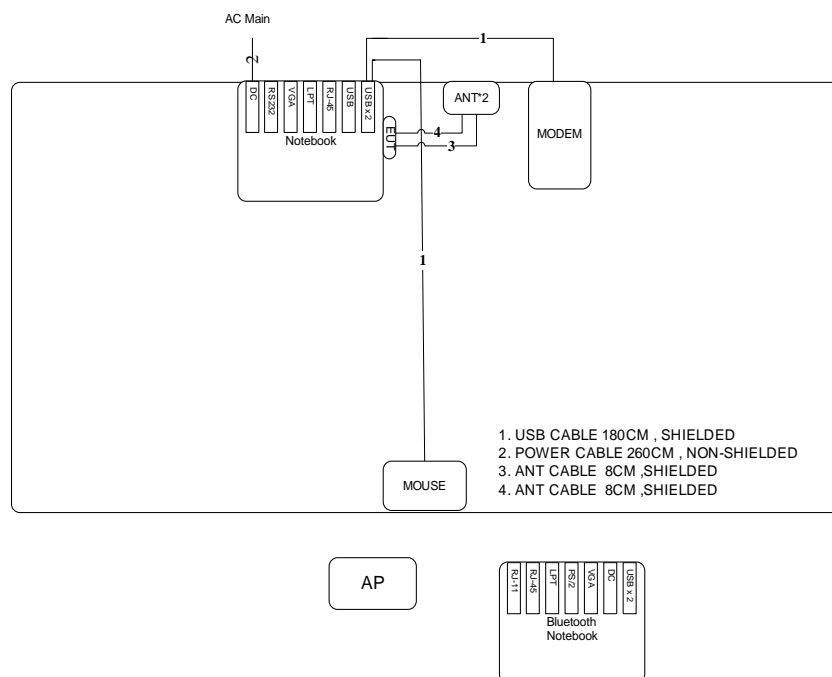 AC Main
2
1
DC
RS232
VGA
LPT
RJ-45
USB
USB x 2
Notebook
EUT
ANT*2
4
3
MODEM
1
1. USB CABLE 180CM , SHIELDED
2. POWER CABLE 260CM , NON-SHIELDED
3. ANT CABLE 8CM ,SHIELDED
4. ANT CABLE 8CM ,SHIELDED
MOUSE
AP
RJ-11
RJ-45
LPT
PS/2
VGA
DC
USB x 2
Bluetooth
Notebook